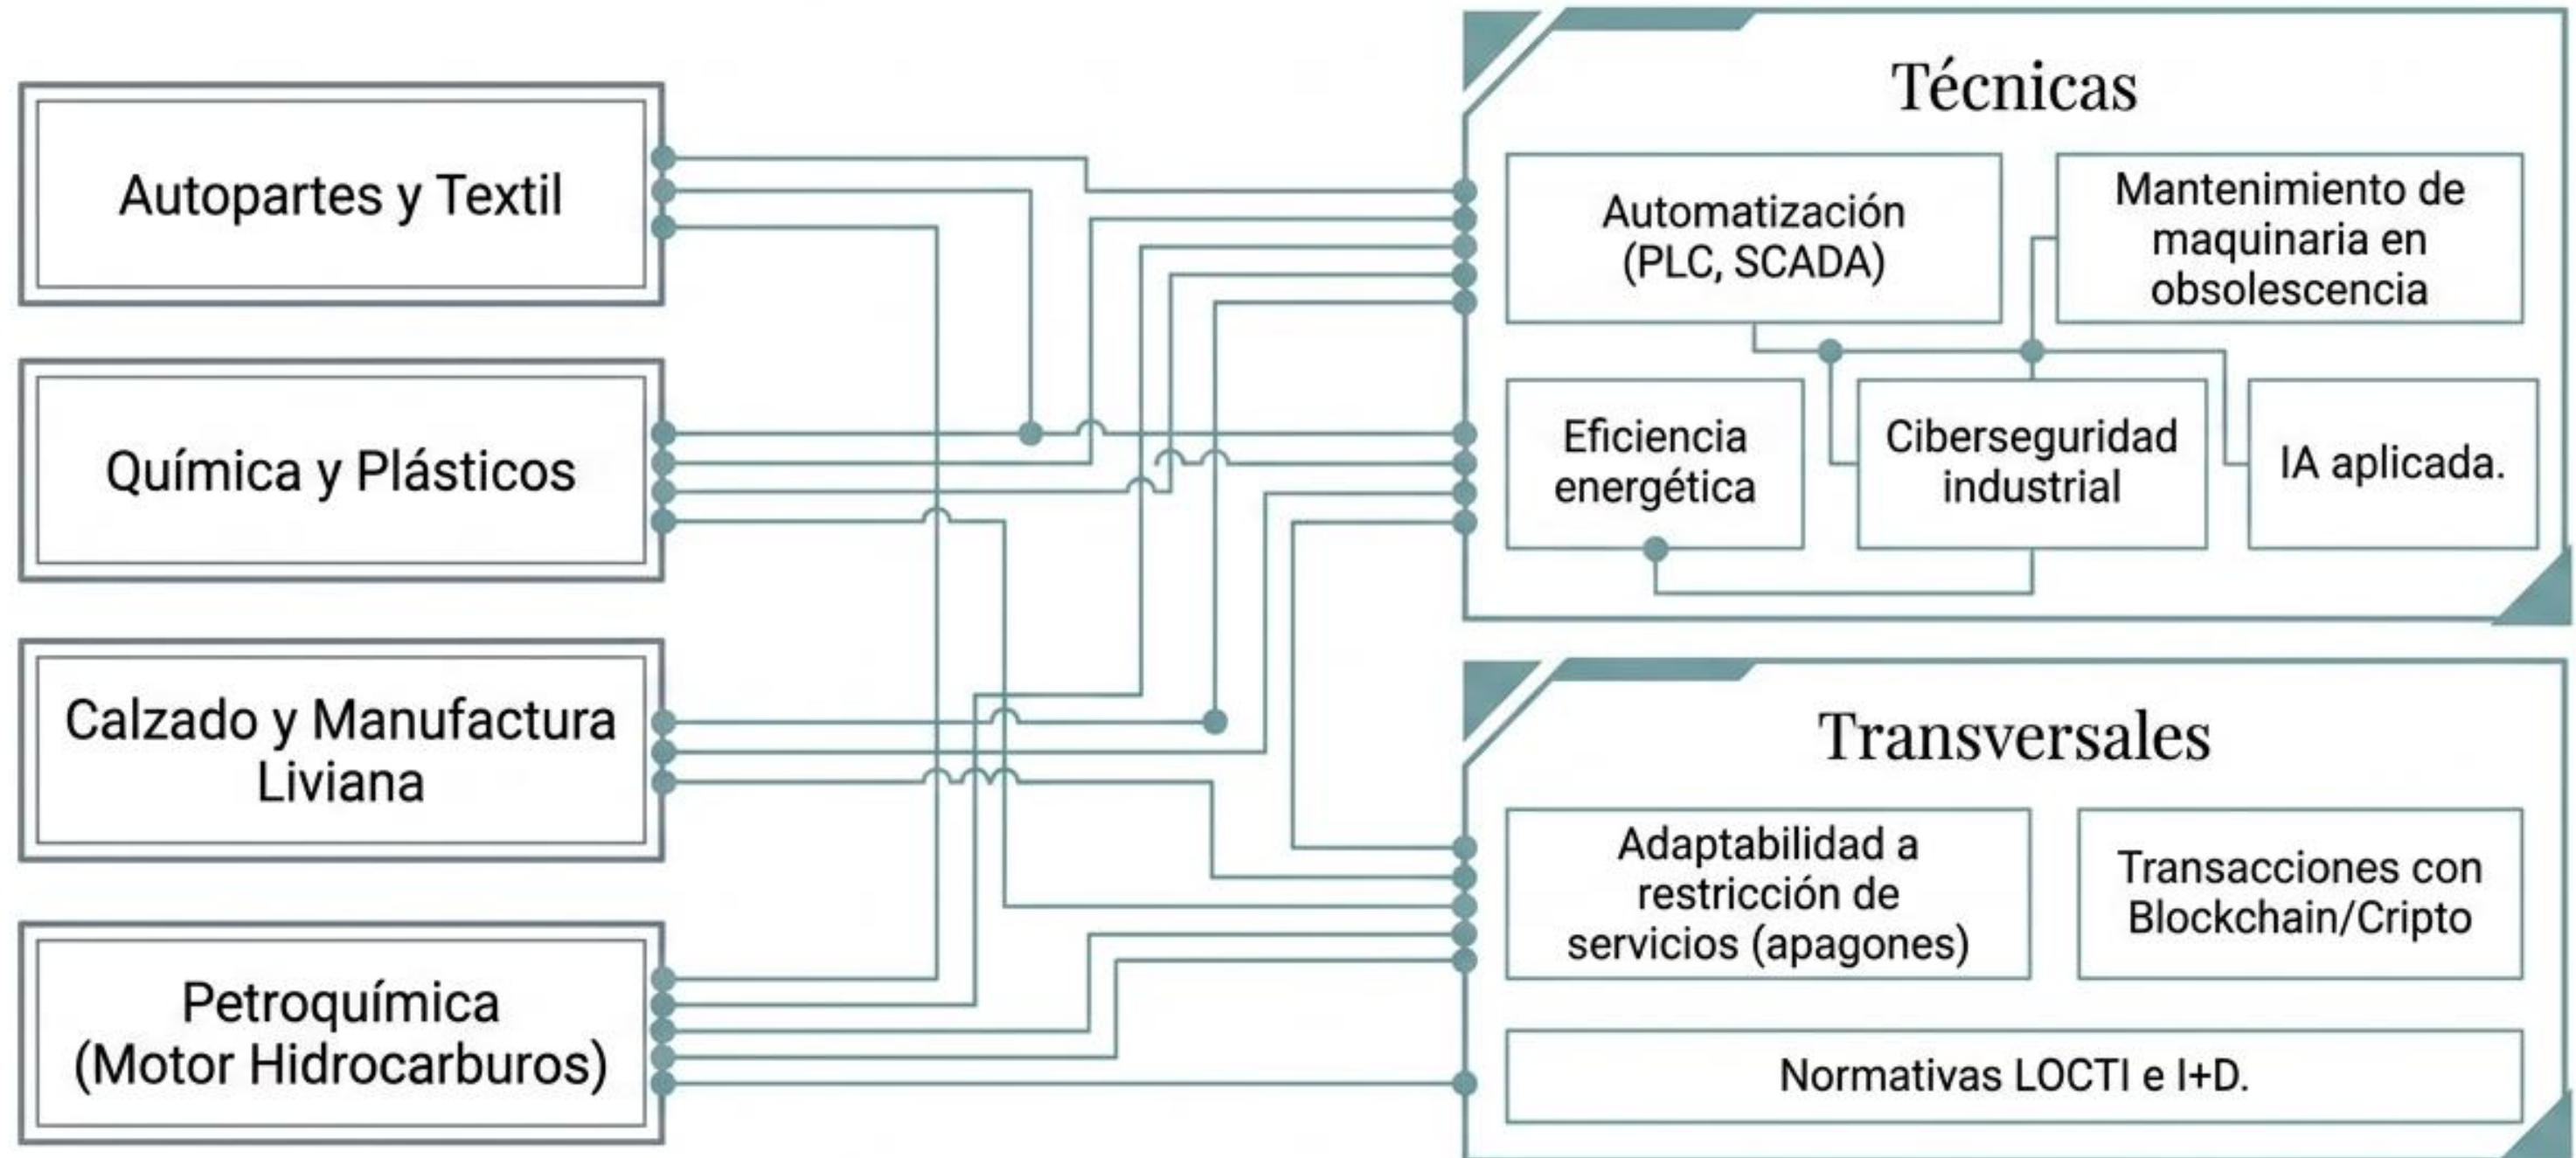 Autopartes y Textil
Química y Plásticos
Calzado y Manufactura
Liviana
Petroquímica
(Motor Hidrocarburos)
Técnicas
Automatización
(PLC, SCADA)
Mantenimiento de
maquinaria en
obsolescencia
Eficiencia
energética
Ciberseguridad
industrial
IA aplicada.
Transversales
Adaptabilidad a
restricción de
servicios (apagones)
Transacciones con
Blockchain/Cripto
Normativas LOCTI e I+D.